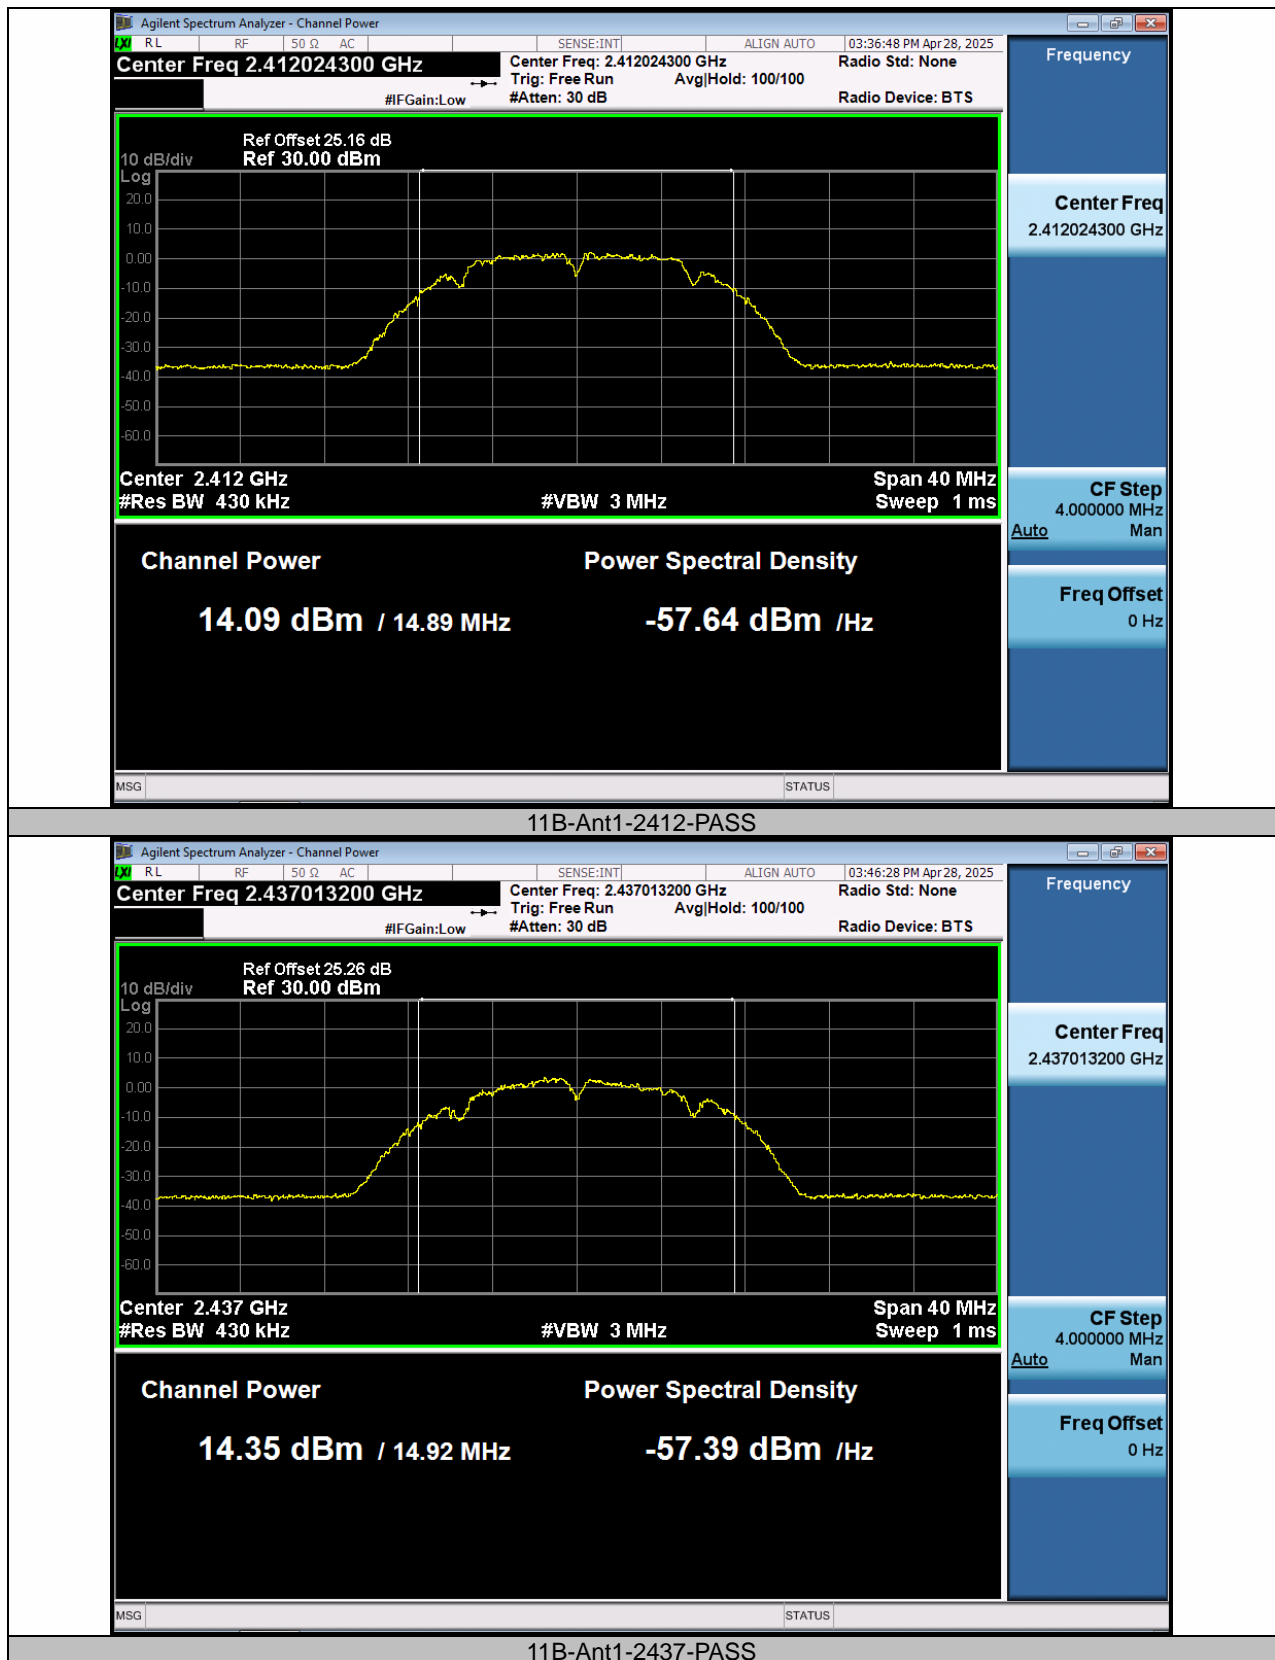 Agilent Spectrum Analyzer - Channel Power
LXI RL RF 50 Ω AC SENSE:INT ALIGN AUTO 03:36:48 PM Apr 28, 2025
Center Freq 2.412024300 GHz
Center Freq: 2.412024300 GHz Radio Std: None
Trig: Free Run Avg|Hold: 100/100
#IFGain:Low #Atten: 30 dB Radio Device: BTS
Frequency
Ref Offset 25.16 dB
10 dB/div Ref 30.00 dBm
Log
20.0
10.0
0.00
-10.0
-20.0
-30.0
-40.0
-50.0
-60.0
Center 2.412 GHz Span 40 MHz
#Res BW 430 kHz #VBW 3 MHz Sweep 1 ms
Center Freq
2.412024300 GHz
CF Step
4.000000 MHz
Auto Man
Freq Offset
0 Hz
Channel Power Power Spectral Density
14.09 dBm / 14.89 MHz -57.64 dBm /Hz
MSG STATUS
11B-Ant1-2412-PASS
Agilent Spectrum Analyzer - Channel Power
LXI RL RF 50 Ω AC SENSE:INT ALIGN AUTO 03:46:28 PM Apr 28, 2025
Center Freq 2.437013200 GHz
Center Freq: 2.437013200 GHz Radio Std: None
Trig: Free Run Avg|Hold: 100/100
#IFGain:Low #Atten: 30 dB Radio Device: BTS
Frequency
Ref Offset 25.26 dB
10 dB/div Ref 30.00 dBm
Log
20.0
10.0
0.00
-10.0
-20.0
-30.0
-40.0
-50.0
-60.0
Center 2.437 GHz Span 40 MHz
#Res BW 430 kHz #VBW 3 MHz Sweep 1 ms
Center Freq
2.437013200 GHz
CF Step
4.000000 MHz
Auto Man
Freq Offset
0 Hz
Channel Power Power Spectral Density
14.35 dBm / 14.92 MHz -57.39 dBm /Hz
MSG STATUS
11B-Ant1-2437-PASS